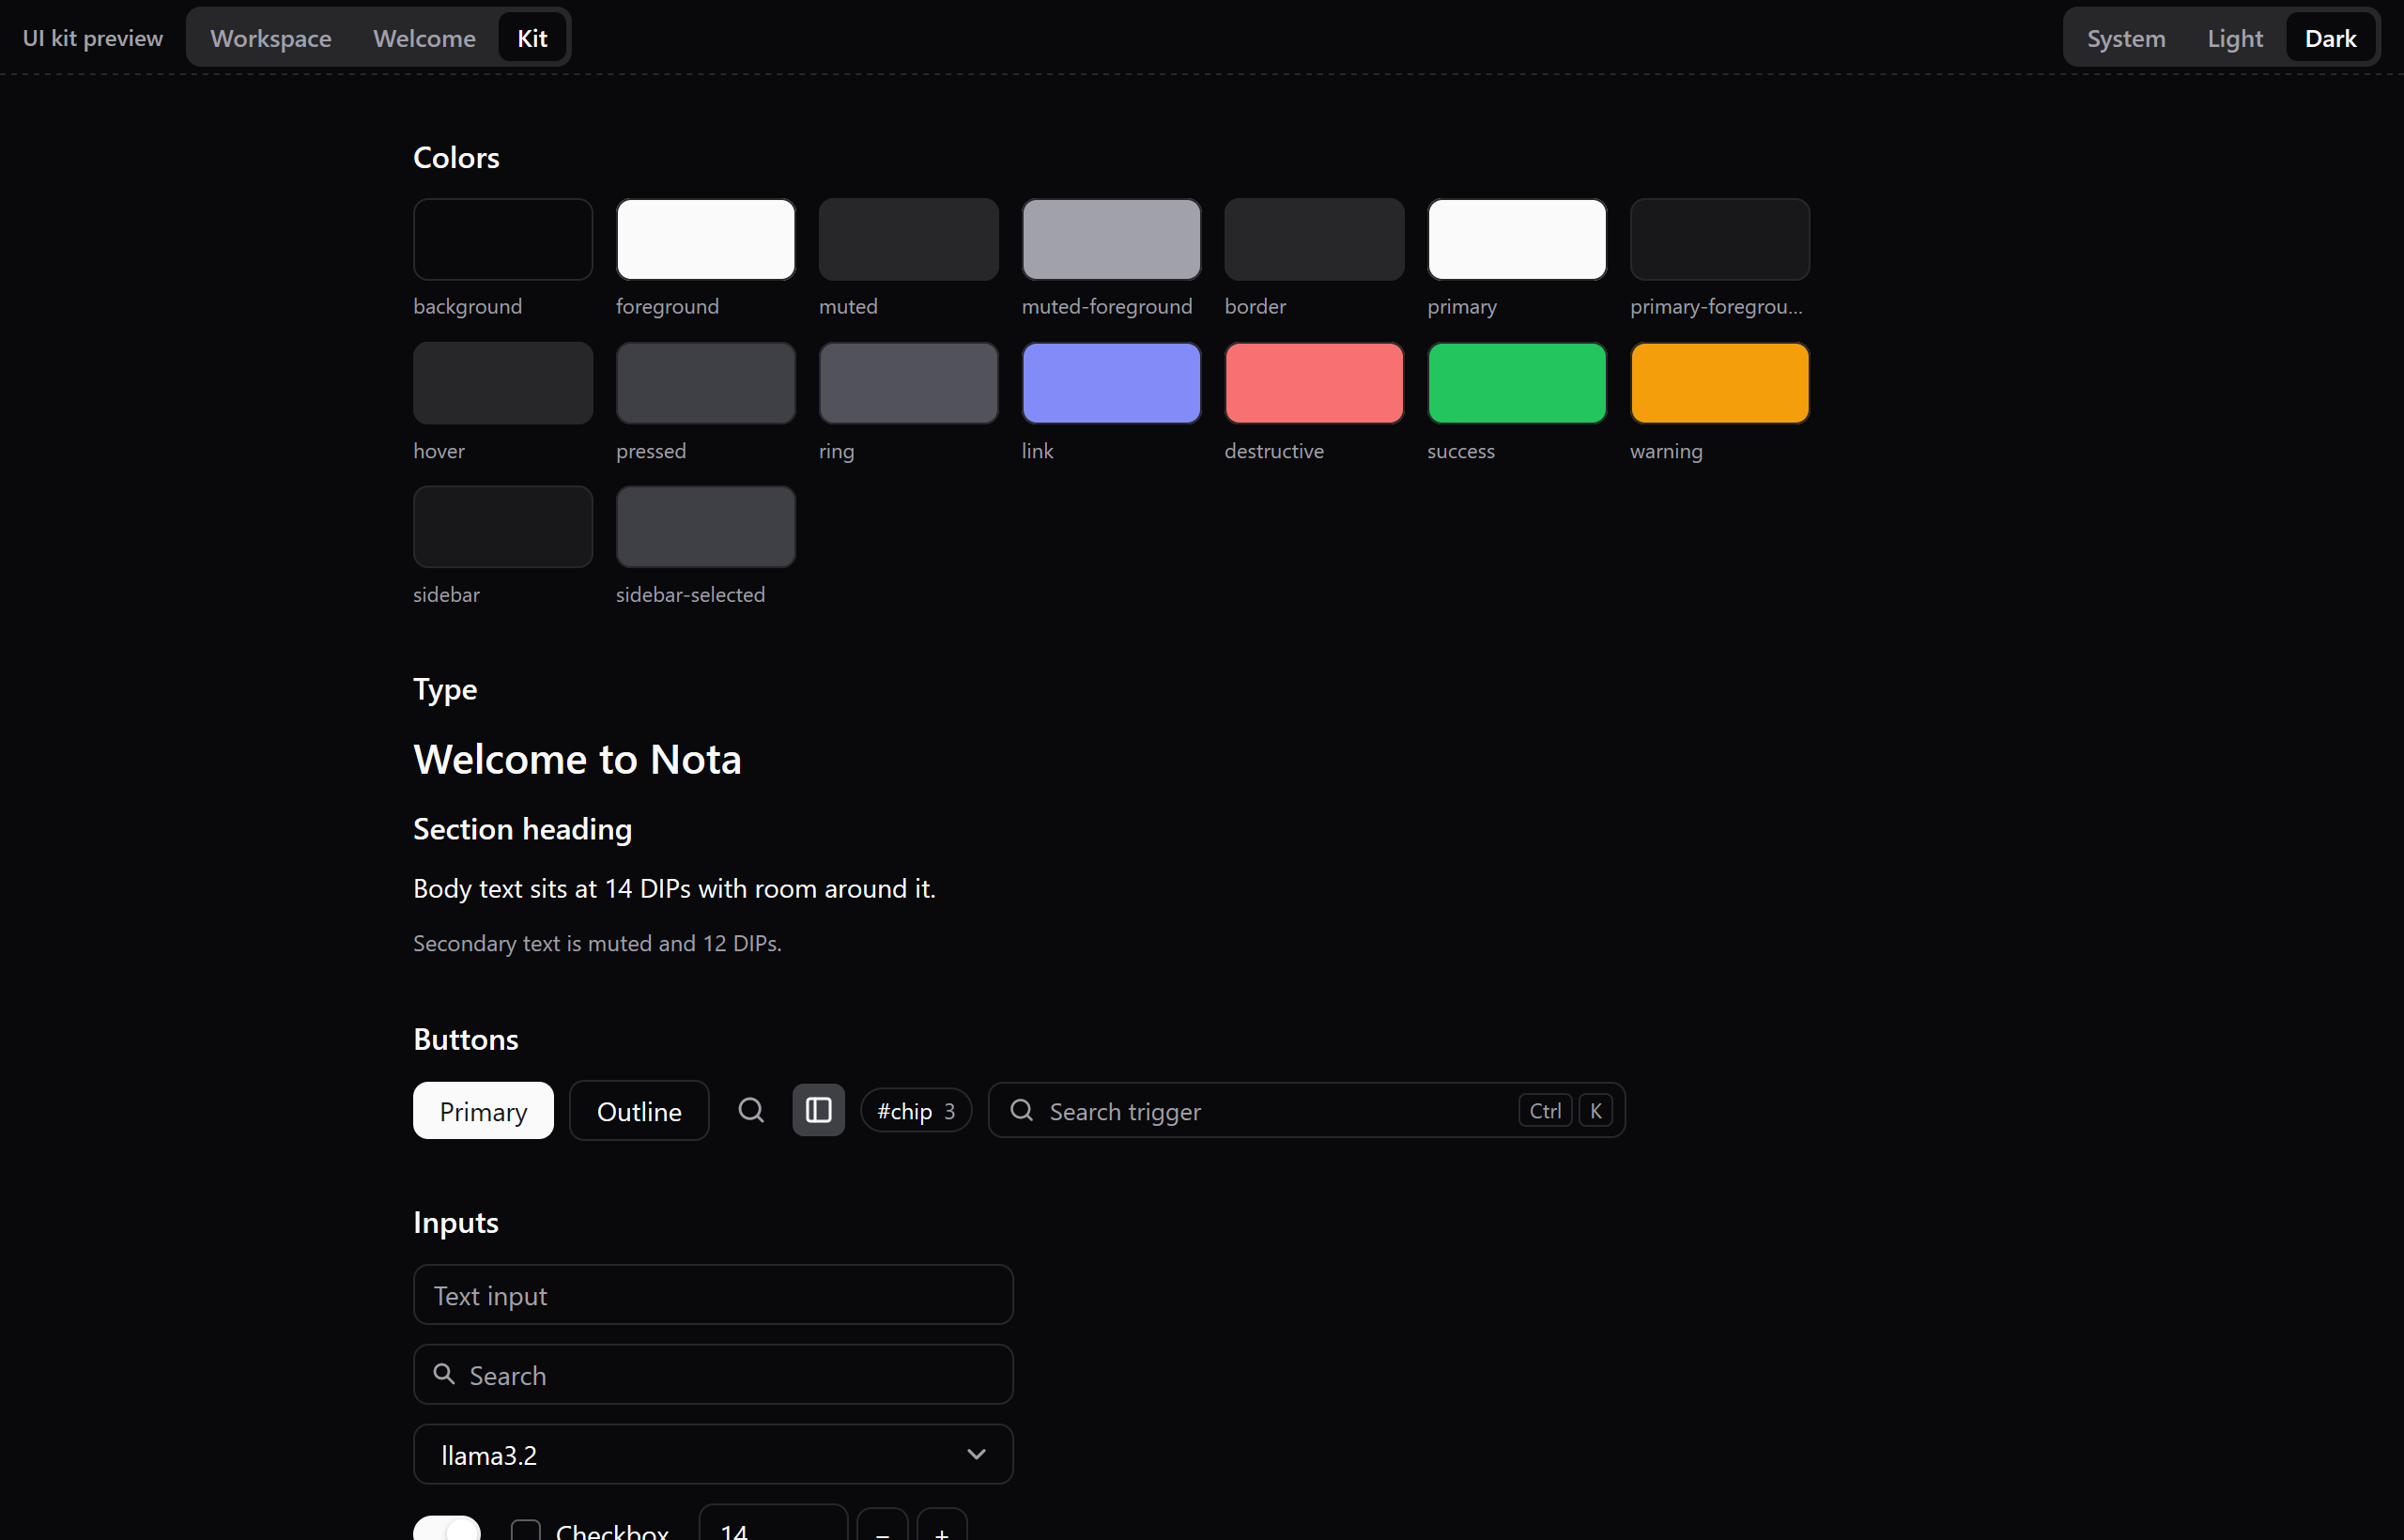 UI kit preview Workspace Welcome Kit System Light Dark
Colors
background foreground muted muted-foreground border primary primary-foregrou...
hover pressed ring link destructive success warning
sidebar sidebar-selected
Type
Welcome to Nota
Section heading
Body text sits at 14 DIPs with room around it.
Secondary text is muted and 12 DIPs.
Buttons
Primary Outline #chip 3 Search trigger Ctrl K
Inputs
Text input
Search
llama3.2
Checkbox 14 − +